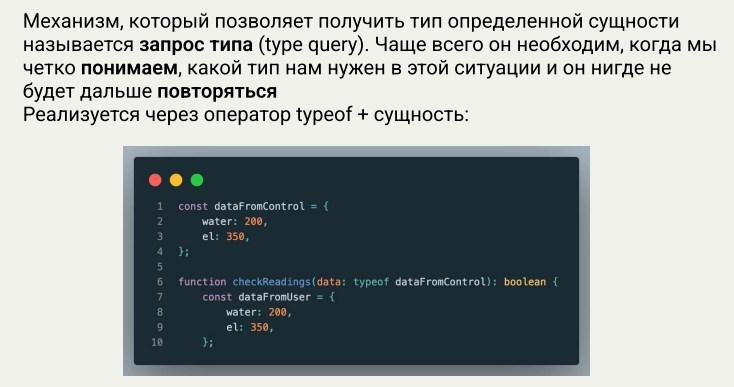 Механизм, который позволяет получить тип определенной сущности
называется запрос типа (type query). Чаще всего он необходим, когда мы
четко понимаем, какой тип нам нужен в этой ситуации и он нигде не
будет дальше повторяться
Реализуется через оператор typeof + сущность:
1 const dataFromControl = {
2     water: 200,
3     el: 350,
4 };
5
6 function checkReadings(data: typeof dataFromControl): boolean {
7     const dataFromUser = {
8         water: 200,
9         el: 350,
10     };